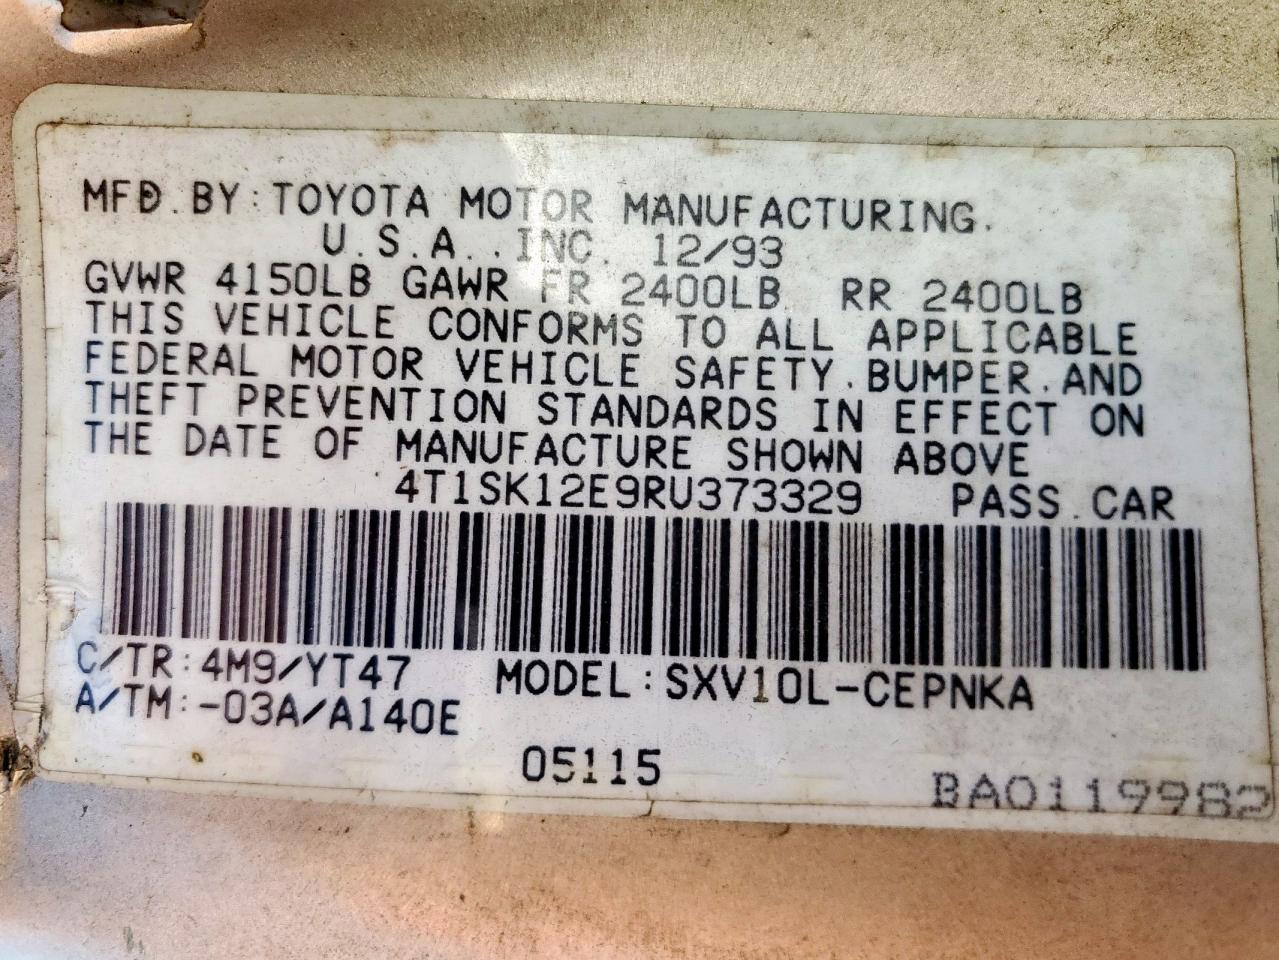 MFD.BY:TOYOTA MOTOR MANUFACTURING.
U.S.A..INC. 12/93
GVWR 4150LB GAWR FR 2400LB RR 2400LB
THIS VEHICLE CONFORMS TO ALL APPLICABLE
FEDERAL MOTOR VEHICLE SAFETY.BUMPER.AND
THEFT PREVENTION STANDARDS IN EFFECT ON
THE DATE OF MANUFACTURE SHOWN ABOVE
4T1SK12E9RU373329 PASS.CAR
C/TR:4M9/YT47 MODEL:SXV10L-CEPNKA
A/TM:-03A/A140E
05115
BA0119982